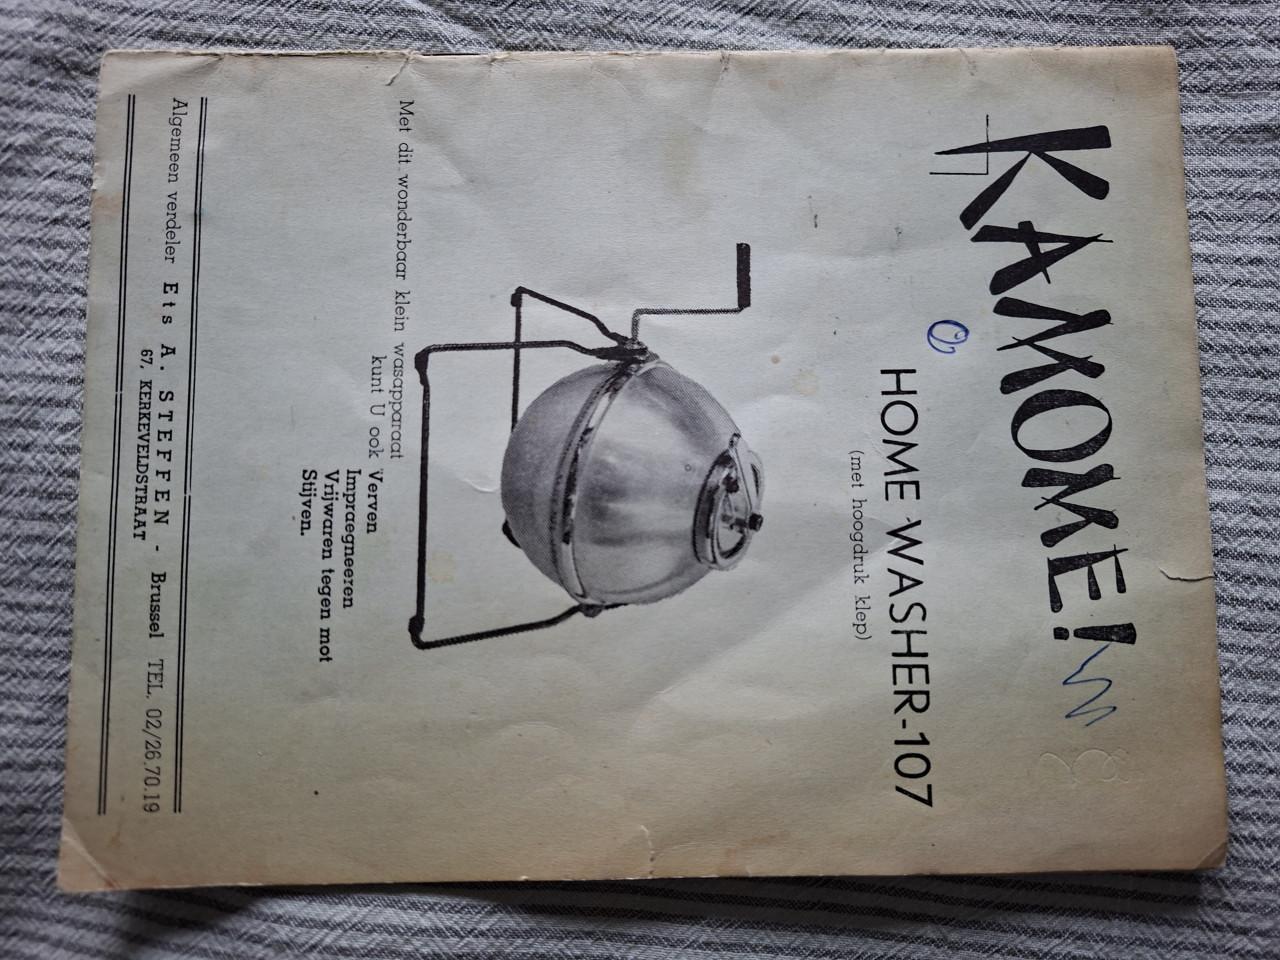 KAMOME!
HOME WASHER-107
(met hoogdruk klep)
Met dit wonderbaar klein wasapparaat
kunt U ook Verven
Impraegneeren
Vrijwaren tegen mot
Stijven.
Algemeen verdeler Ets A. STEFFEN - Brussel TEL. 02/26.70.19
67, KERKEVELDSTRAAT